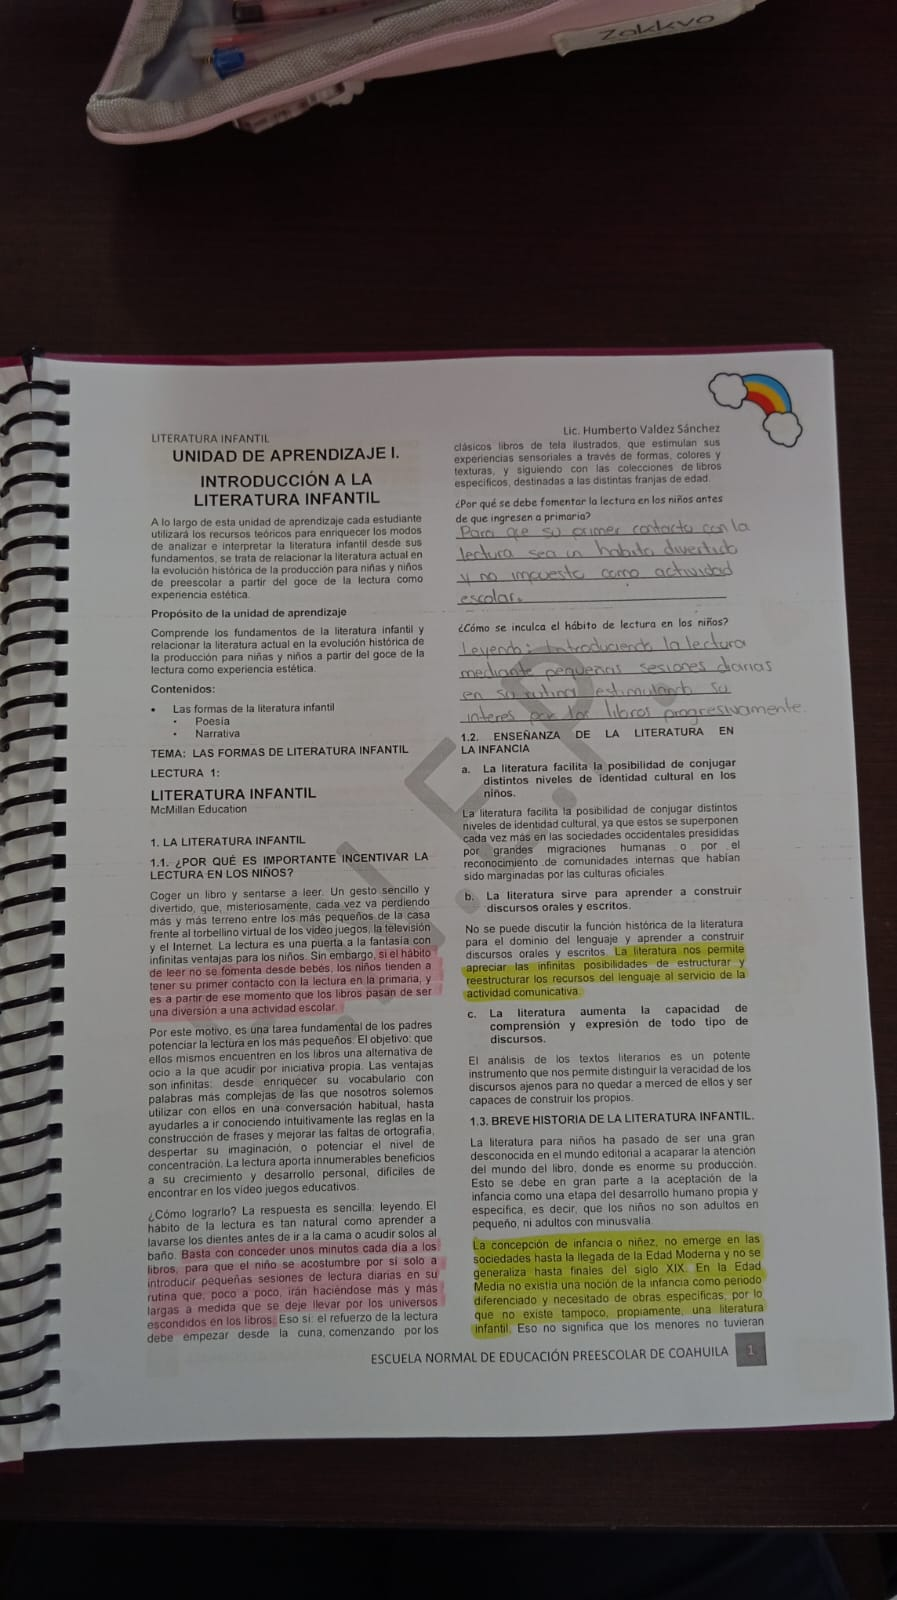 Zakkvo
LITERATURA INFANTIL
UNIDAD DE APRENDIZAJE I.
INTRODUCCIÓN A LA
LITERATURA INFANTIL
A lo largo de esta unidad de aprendizaje cada estudiante
utilizará los recursos teóricos para enriquecer los modos
de analizar e interpretar la literatura infantil desde sus
fundamentos, se trata de relacionar la literatura actual en
la evolución histórica de la producción para niñas y niños
de preescolar a partir del goce de la lectura como
experiencia estética.
Propósito de la unidad de aprendizaje
Comprende los fundamentos de la literatura infantil y
relacionar la literatura actual en la evolución histórica de
la producción para niñas y niños a partir del goce de la
lectura como experiencia estética.
Contenidos:
• Las formas de la literatura infantil
• Poesía
• Narrativa
TEMA: LAS FORMAS DE LITERATURA INFANTIL
LECTURA 1:
LITERATURA INFANTIL
McMillan Education
1. LA LITERATURA INFANTIL
1.1. ¿POR QUÉ ES IMPORTANTE INCENTIVAR LA
LECTURA EN LOS NIÑOS?
Coger un libro y sentarse a leer. Un gesto sencillo y
divertido, que, misteriosamente, cada vez va perdiendo
más y más terreno entre los más pequeños de la casa
frente al torbellino virtual de los video juegos, la televisión
y el Internet. La lectura es una puerta a la fantasía con
infinitas ventajas para los niños. Sin embargo, si el hábito
de leer no se fomenta desde bebés, los niños tienden a
tener su primer contacto con la lectura en la primaria, y
es a partir de ese momento que los libros pasan de ser
una diversión a una actividad escolar.
Por este motivo, es una tarea fundamental de los padres
potenciar la lectura en los más pequeños. El objetivo: que
ellos mismos encuentren en los libros una alternativa de
ocio a la que acudir por iniciativa propia. Las ventajas
son infinitas: desde enriquecer su vocabulario con
palabras más complejas de las que nosotros solemos
utilizar con ellos en una conversación habitual, hasta
ayudarles a ir conociendo intuitivamente las reglas en la
construcción de frases y mejorar las faltas de ortografía,
despertar su imaginación, o potenciar el nivel de
concentración. La lectura aporta innumerables beneficios
a su crecimiento y desarrollo personal, difíciles de
encontrar en los video juegos educativos.
¿Cómo lograrlo? La respuesta es sencilla: leyendo. El
hábito de la lectura es tan natural como aprender a
lavarse los dientes antes de ir a la cama o acudir solos al
baño. Basta con conceder unos minutos cada día a los
libros, para que el niño se acostumbre por sí solo a
introducir pequeñas sesiones de lectura diarias en su
rutina que, poco a poco, irán haciéndose más y más
largas a medida que se deje llevar por los universos
escondidos en los libros. Eso sí: el refuerzo de la lectura
debe empezar desde la cuna, comenzando por los
Lic. Humberto Valdez Sánchez
clásicos libros de tela ilustrados, que estimulan sus
experiencias sensoriales a través de formas, colores y
texturas, y siguiendo con las colecciones de libros
específicos, destinadas a las distintas franjas de edad.
¿Por qué se debe fomentar la lectura en los niños antes
de que ingresen a primaria?
Para que su primer contacto con la
lectura sea un habito divertido
y no impuesto como actividad
escolar.
¿Cómo se inculca el hábito de lectura en los niños?
Leyendo; Introduciendo la lectura
mediante pequeñas sesiones diarias
en su rutina estimulando su
interes por los libros progresivamente.
1.2. ENSEÑANZA DE LA LITERATURA EN
LA INFANCIA
a. La literatura facilita la posibilidad de conjugar
distintos niveles de identidad cultural en los
niños.
La literatura facilita la posibilidad de conjugar distintos
niveles de identidad cultural, ya que estos se superponen
cada vez más en las sociedades occidentales presididas
por grandes migraciones humanas o por el
reconocimiento de comunidades internas que habían
sido marginadas por las culturas oficiales.
b. La literatura sirve para aprender a construir
discursos orales y escritos.
No se puede discutir la función histórica de la literatura
para el dominio del lenguaje y aprender a construir
discursos orales y escritos. La literatura nos permite
apreciar las infinitas posibilidades de estructurar y
reestructurar los recursos del lenguaje al servicio de la
actividad comunicativa.
c. La literatura aumenta la capacidad de
comprensión y expresión de todo tipo de
discursos.
El análisis de los textos literarios es un potente
instrumento que nos permite distinguir la veracidad de los
discursos ajenos para no quedar a merced de ellos y ser
capaces de construir los propios.
1.3. BREVE HISTORIA DE LA LITERATURA INFANTIL.
La literatura para niños ha pasado de ser una gran
desconocida en el mundo editorial a acaparar la atención
del mundo del libro, donde es enorme su producción.
Esto se debe en gran parte a la aceptación de la
infancia como una etapa del desarrollo humano propia y
específica, es decir, que los niños no son adultos en
pequeño, ni adultos con minusvalía.
La concepción de infancia o niñez, no emerge en las
sociedades hasta la llegada de la Edad Moderna y no se
generaliza hasta finales del siglo XIX. En la Edad
Media no existía una noción de la infancia como periodo
diferenciado y necesitado de obras específicas, por lo
que no existe tampoco, propiamente, una literatura
infantil. Eso no significa que los menores no tuvieran
ESCUELA NORMAL DE EDUCACIÓN PREESCOLAR DE COAHUILA 1